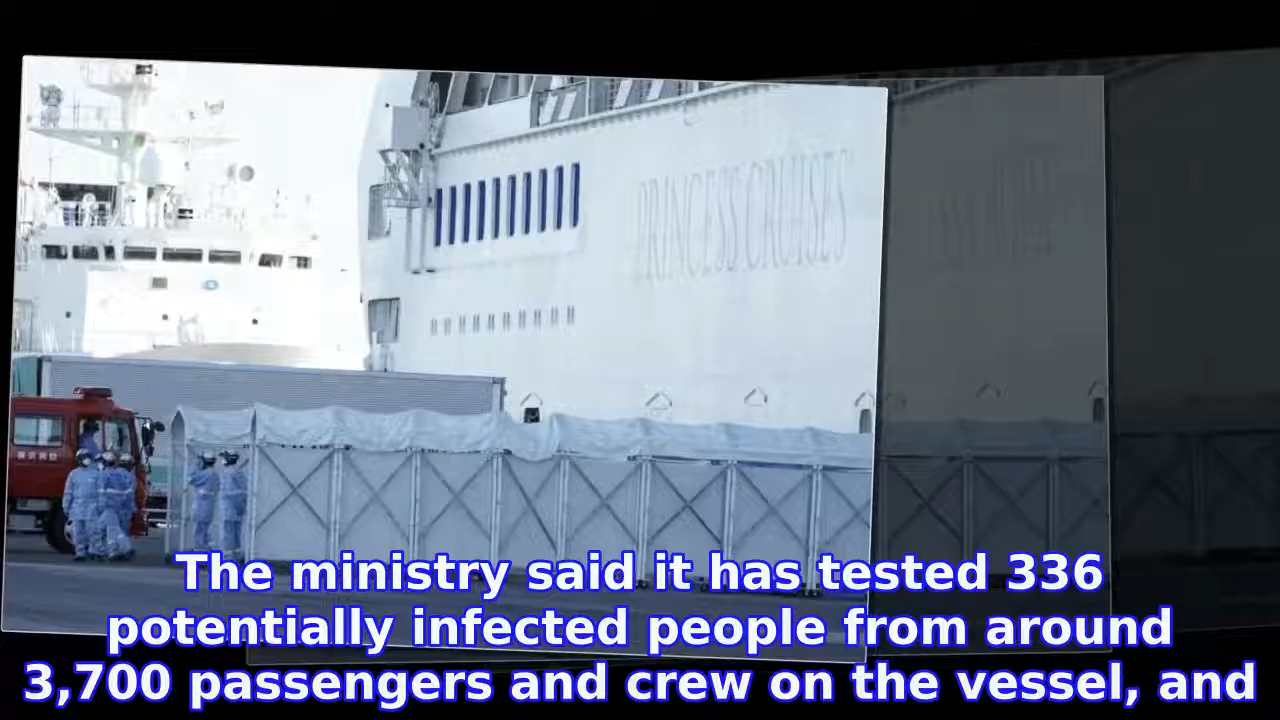 PRINCESS CRUISES
The ministry said it has tested 336
potentially infected people from around
3,700 passengers and crew on the vessel, and